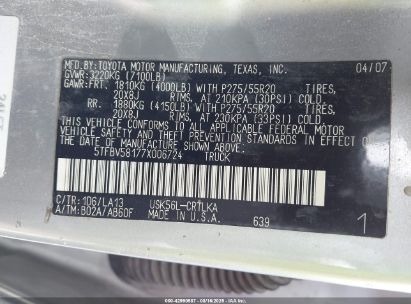 MFD.BY: TOYOTA MOTOR MANUFACTURING, TEXAS, INC. 04/07
GVWR: 3220KG (7100LB)
GAWR: FRT. 1810KG (4000LB) WITH P275/55R20 TIRES,
20X8J RIMS, AT 210KPA (30PSI) COLD
RR. 1880KG (4150LB) WITH P275/55R20 TIRES,
20X8J RIMS, AT 230KPA (33PSI) COLD
THIS VEHICLE CONFORMS TO ALL APPLICABLE FEDERAL MOTOR
VEHICLE SAFETY, BUMPER, AND THEFT PREVENTION STANDARDS IN
EFFECT ON THE DATE OF MANUFACTURE SHOWN ABOVE.
5TFBV58177X006724 TRUCK
C/TR: 1D6/LA13 USK56L-CRTLKA
A/TM: B02A/AB60F MADE IN U.S.A. 639 1